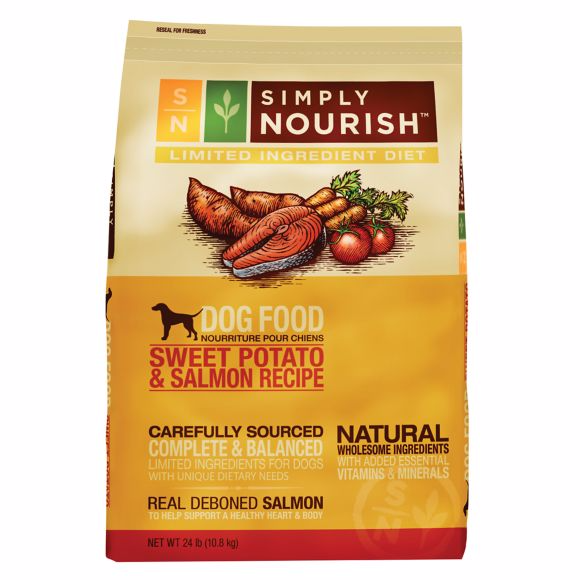 RESEAL FOR FRESHNESS
S
N
SIMPLY
NOURISH™
LIMITED INGREDIENT DIET
DOG FOOD
NOURRITURE POUR CHIENS
SWEET POTATO
& SALMON RECIPE
CAREFULLY SOURCED
COMPLETE & BALANCED
LIMITED INGREDIENTS FOR DOGS
WITH UNIQUE DIETARY NEEDS
NATURAL
WHOLESOME INGREDIENTS
WITH ADDED ESSENTIAL
VITAMINS & MINERALS
REAL DEBONED SALMON
TO HELP SUPPORT A HEALTHY HEART & BODY
S
N
NET WT 24 lb (10.8 kg)